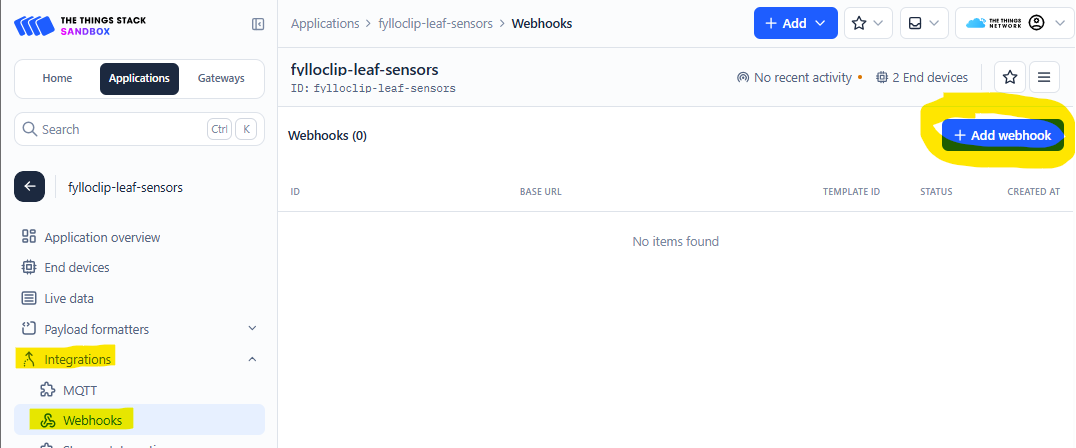 THE THINGS STACK
SANDBOX
Applications > fylloclip-leaf-sensors > Webhooks
+ Add
THE THINGS
NETWORK
Home
Applications
Gateways
Search
Ctrl
K
fylloclip-leaf-sensors
Application overview
End devices
Live data
Payload formatters
Integrations
MQTT
Webhooks
fylloclip-leaf-sensors
ID: fylloclip-leaf-sensors
No recent activity
2 End devices
Webhooks (0)
+ Add webhook
ID
BASE URL
TEMPLATE ID
STATUS
CREATED AT
No items found